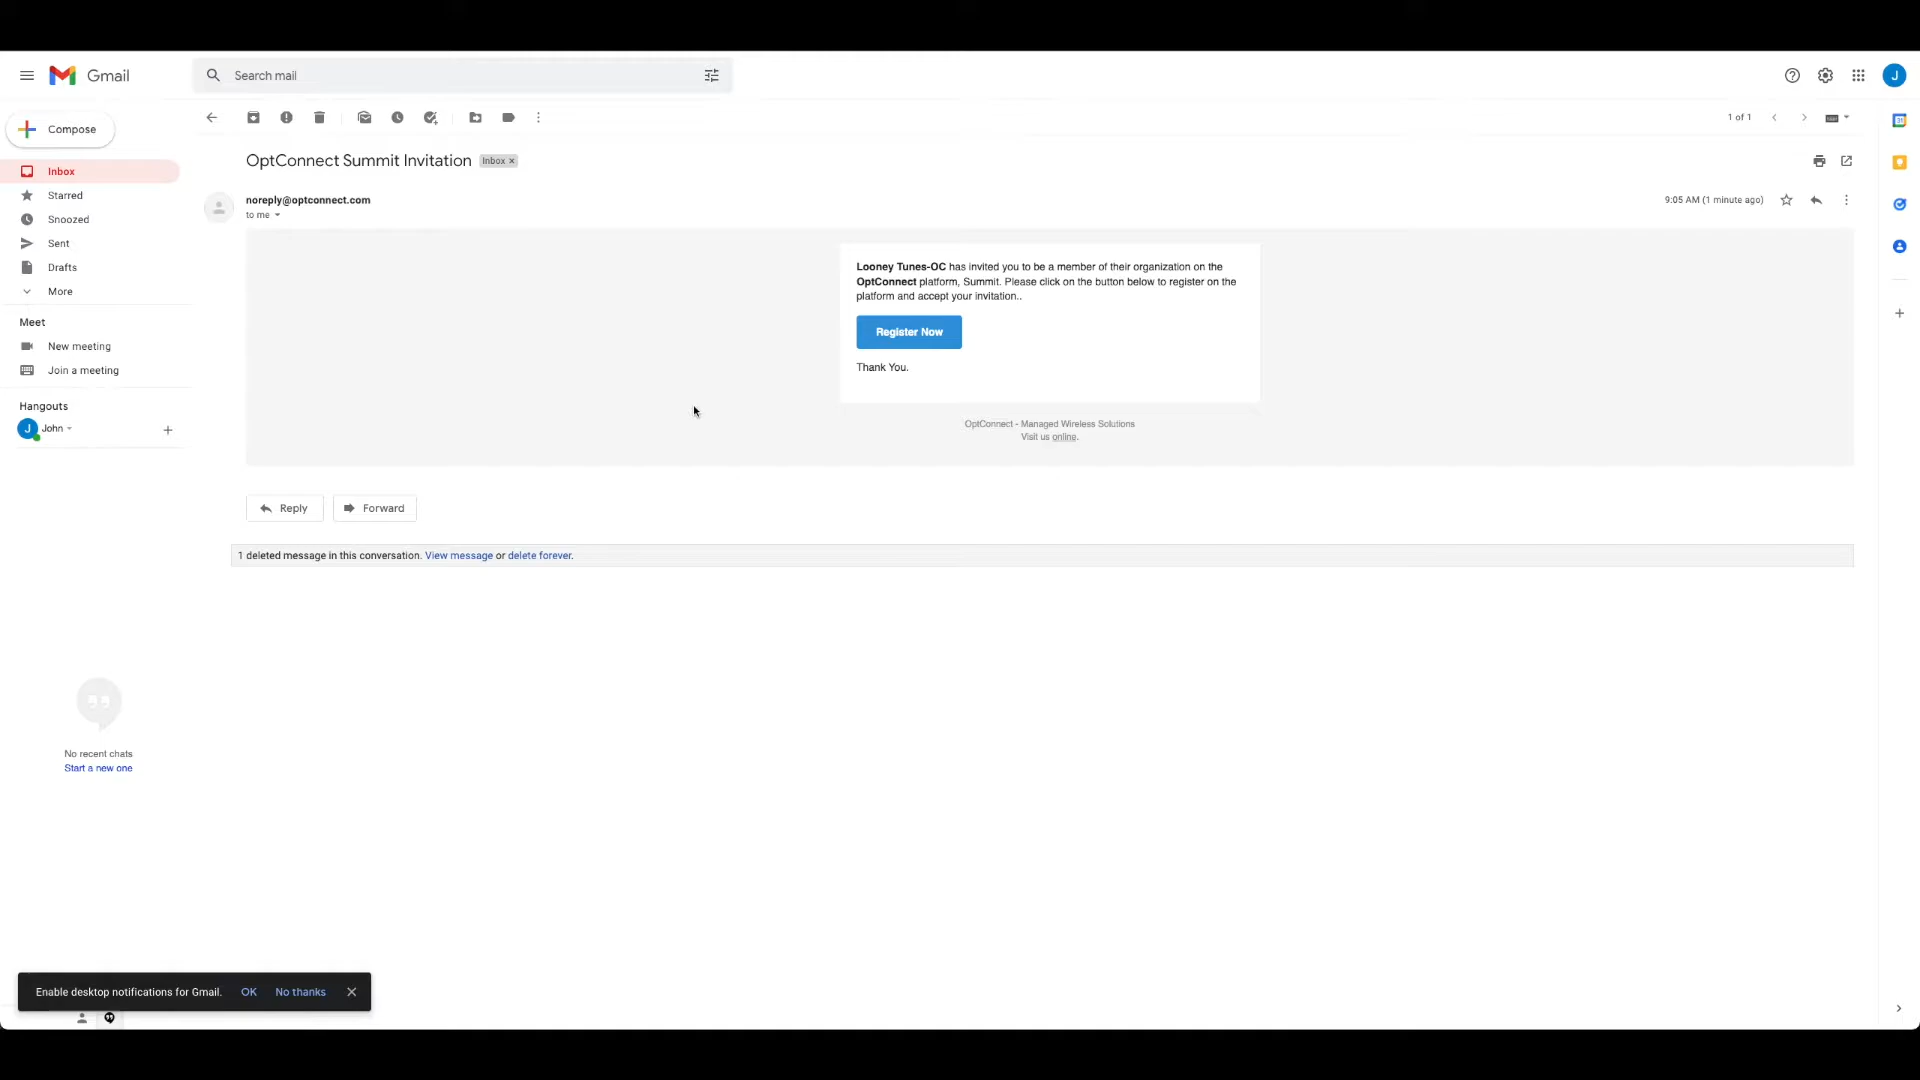 Gmail
Search mail
J
Compose
1 of 1
Inbox
Starred
Snoozed
Sent
Drafts
More
Meet
New meeting
Join a meeting
Hangouts
J John
No recent chats
Start a new one
OptConnect Summit Invitation Inbox x
noreply@optconnect.com
to me
9:05 AM (1 minute ago)
Looney Tunes-OC has invited you to be a member of their organization on the
OptConnect platform, Summit. Please click on the button below to register on the
platform and accept your invitation..
Register Now
Thank You.
OptConnect - Managed Wireless Solutions
Visit us online.
Reply
Forward
1 deleted message in this conversation. View message or delete forever.
Enable desktop notifications for Gmail. OK No thanks